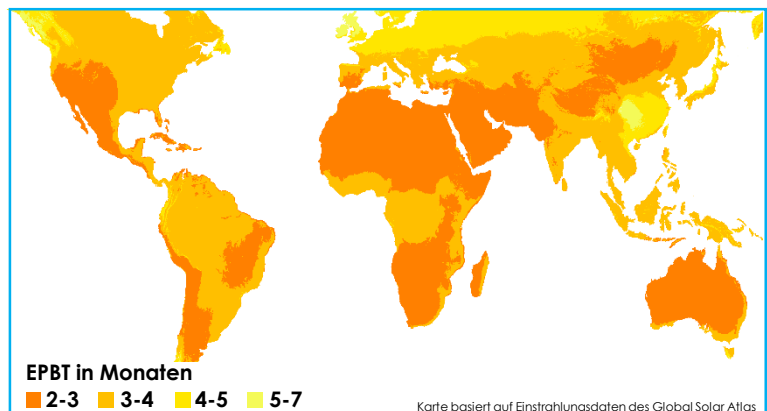 EPBT in Monaten
2-3 3-4 4-5 5-7
Karte basiert auf Einstrahlungsdaten des Global Solar Atlas